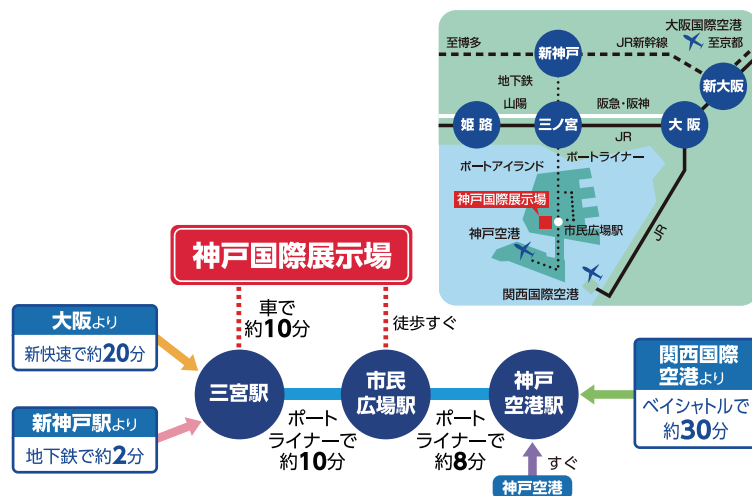 大阪国際空港
至博多
JR新幹線
至京都
新神戸
新大阪
地下鉄
山陽
阪急・阪神
姫路
三ノ宮
大阪
JR
ポートアイランド
ポートライナー
神戸国際展示場
市民広場駅
神戸空港
JR
関西国際空港
神戸国際展示場
車で
約10分
徒歩すぐ
大阪より
新快速で約20分
新神戸駅より
地下鉄で約2分
三宮駅
ポート
ライナーで
約10分
市民
広場駅
ポート
ライナーで
約8分
神戸
空港駅
すぐ
神戸空港
関西国際
空港より
ベイシャトルで
約30分